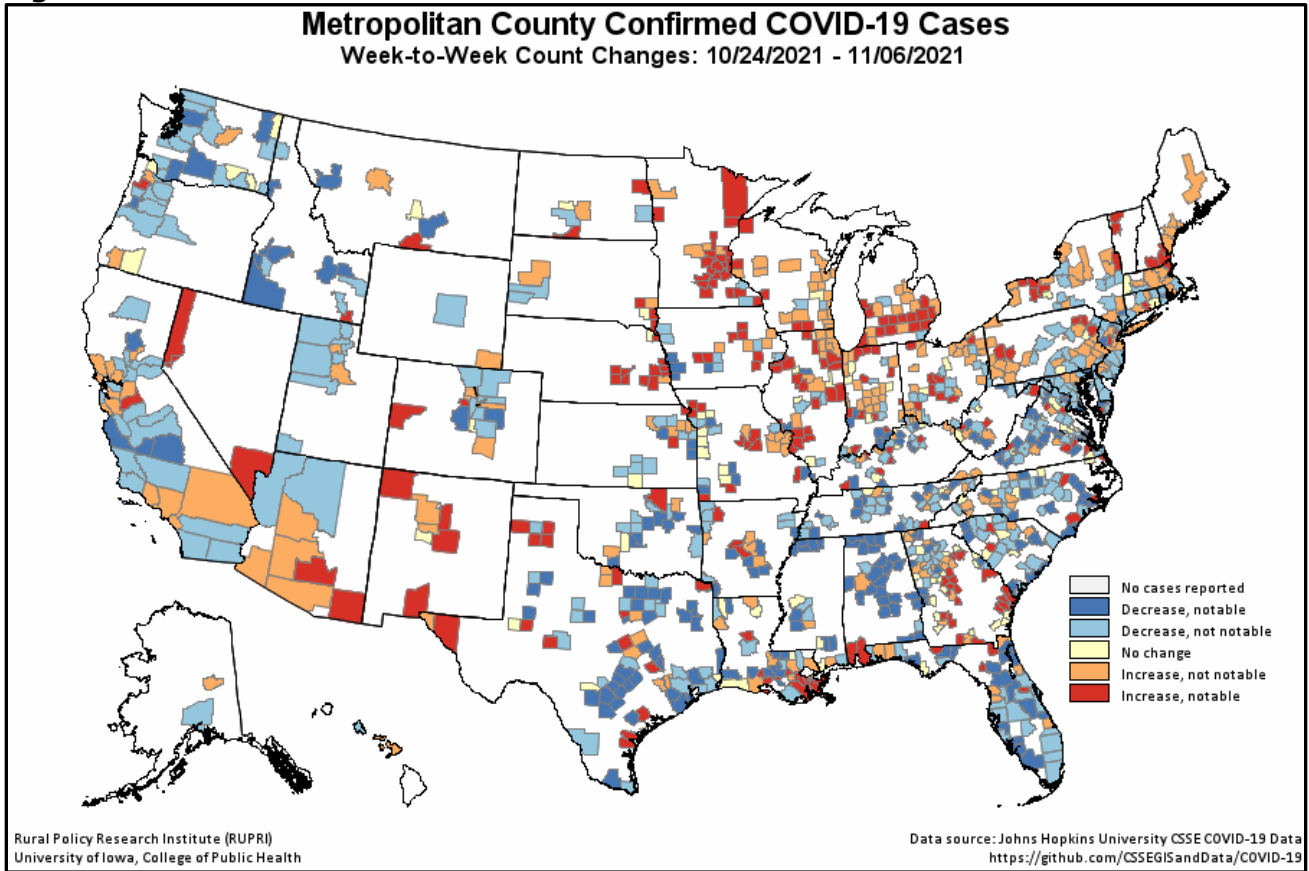 Metropolitan County Confirmed COVID-19 Cases
Week-to-Week Count Changes: 10/24/2021 - 11/06/2021
No cases reported
Decrease, notable
Decrease, not notable
No change
Increase, not notable
Increase, notable
Rural Policy Research Institute (RUPRI)
University of Iowa, College of Public Health
Data source: Johns Hopkins University CSSE COVID-19 Data
https://github.com/CSSEGISandData/COVID-19